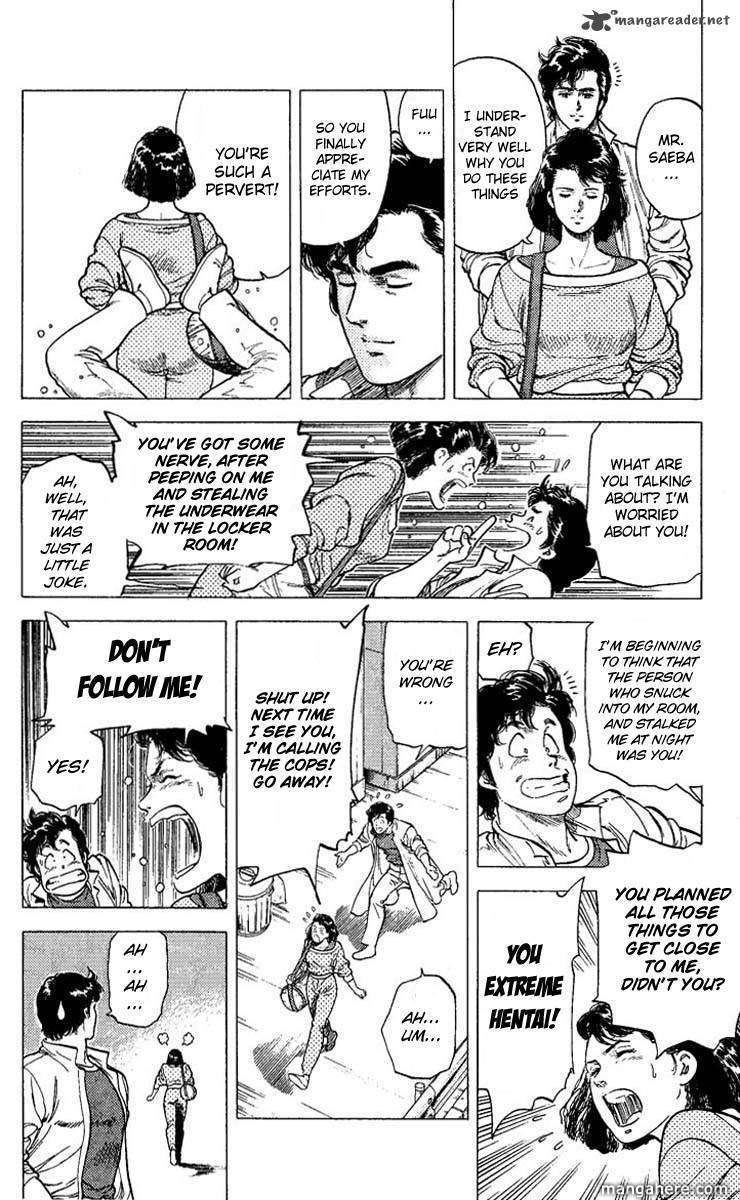 mangareader.net
MR.
SAEBA
...
I UNDER-
STAND
VERY WELL
WHY YOU
DO THESE
THINGS
FUU
...
SO YOU
FINALLY
APPRE-
CIATE MY
EFFORTS.
YOU'RE
SUCH A
PERVERT!
WHAT ARE
YOU TALKING
ABOUT? I'M
WORRIED
ABOUT YOU!
YOU'VE GOT SOME
NERVE, AFTER
PEEPING ON ME
AND STEALING
THE UNDERWEAR
IN THE LOCKER
ROOM!
AH,
WELL,
THAT
WAS
JUST A
LITTLE
JOKE.
I'M BEGINNING
TO THINK THAT
THE PERSON
WHO SNUCK
INTO MY ROOM,
AND STALKED
ME AT NIGHT
WAS YOU!
EH?
YOU PLANNED
ALL THOSE
THINGS TO
GET CLOSE
TO ME,
DIDN'T YOU?
YOU
EXTREME
HENTAI!
YOU'RE
WRONG
...
SHUT UP!
NEXT TIME
I SEE YOU,
I'M CALLING
THE COPS!
GO AWAY!
AH...
UM...
DON'T
FOLLOW ME!
YES!
AH
...
AH
...
mangahere.com